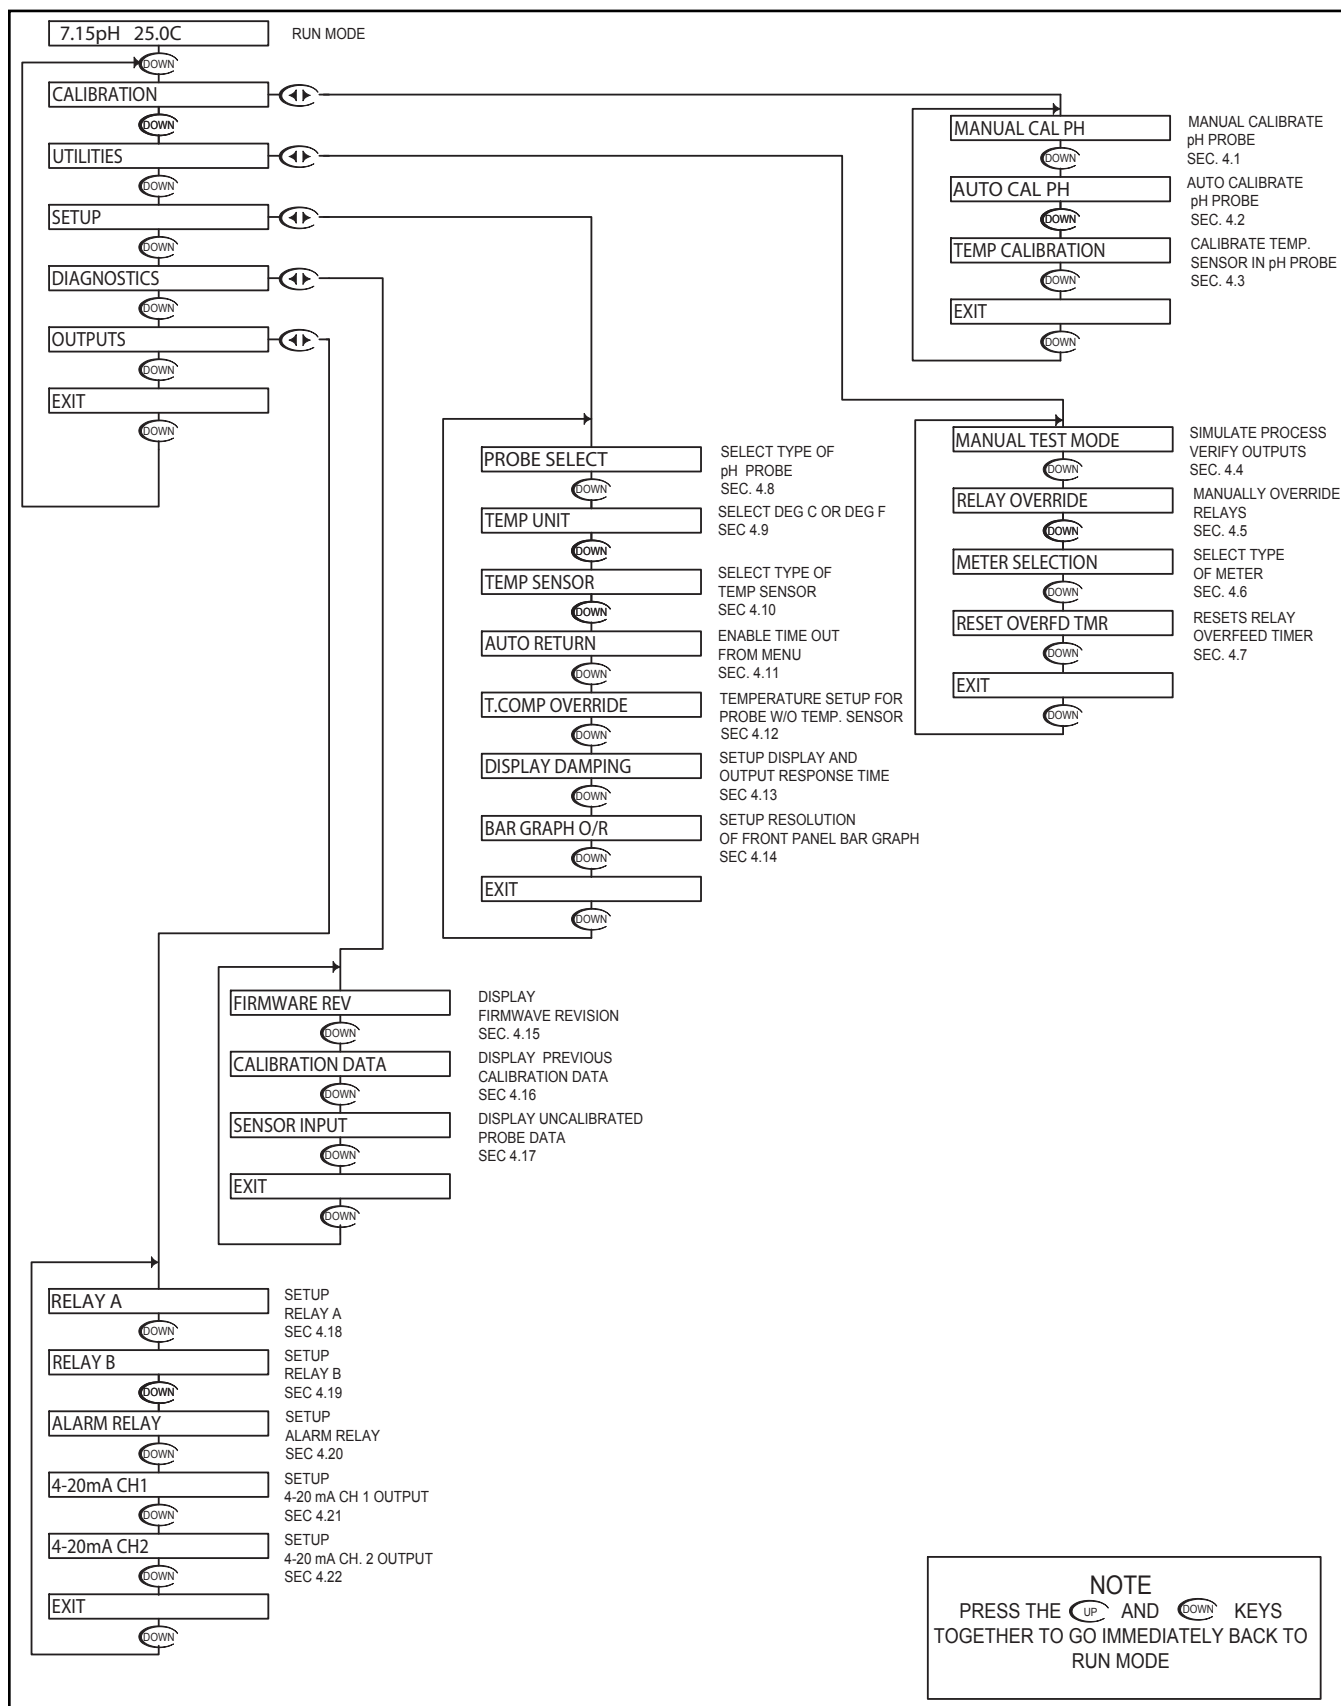 7.15pH 25.0C
RUN MODE
DOWN
CALIBRATION
DOWN
UTILITIES
DOWN
SETUP
DOWN
DIAGNOSTICS
DOWN
OUTPUTS
DOWN
EXIT
DOWN
MANUAL CAL PH
MANUAL CALIBRATE
pH PROBE
SEC. 4.1
DOWN
AUTO CAL PH
AUTO CALIBRATE
pH PROBE
SEC. 4.2
DOWN
TEMP CALIBRATION
CALIBRATE TEMP.
SENSOR IN pH PROBE
SEC. 4.3
DOWN
EXIT
DOWN
MANUAL TEST MODE
SIMULATE PROCESS
VERIFY OUTPUTS
SEC. 4.4
DOWN
RELAY OVERRIDE
MANUALLY OVERRIDE
RELAYS
SEC. 4.5
DOWN
METER SELECTION
SELECT TYPE
OF METER
SEC. 4.6
DOWN
RESET OVERFD TMR
RESETS RELAY
OVERFEED TIMER
SEC. 4.7
DOWN
EXIT
DOWN
PROBE SELECT
SELECT TYPE OF
pH PROBE
SEC. 4.8
DOWN
TEMP UNIT
SELECT DEG C OR DEG F
SEC 4.9
DOWN
TEMP SENSOR
SELECT TYPE OF
TEMP SENSOR
SEC 4.10
DOWN
AUTO RETURN
ENABLE TIME OUT
FROM MENU
SEC. 4.11
DOWN
T.COMP OVERRIDE
TEMPERATURE SETUP FOR
PROBE W/O TEMP. SENSOR
SEC 4.12
DOWN
DISPLAY DAMPING
SETUP DISPLAY AND
OUTPUT RESPONSE TIME
SEC 4.13
DOWN
BAR GRAPH O/R
SETUP RESOLUTION
OF FRONT PANEL BAR GRAPH
SEC 4.14
DOWN
EXIT
DOWN
FIRMWARE REV
DISPLAY
FIRMWAVE REVISION
SEC. 4.15
DOWN
CALIBRATION DATA
DISPLAY PREVIOUS
CALIBRATION DATA
SEC 4.16
DOWN
SENSOR INPUT
DISPLAY UNCALIBRATED
PROBE DATA
SEC 4.17
DOWN
EXIT
DOWN
RELAY A
SETUP
RELAY A
SEC 4.18
DOWN
RELAY B
SETUP
RELAY B
SEC 4.19
DOWN
ALARM RELAY
SETUP
ALARM RELAY
SEC 4.20
DOWN
4-20mA CH1
SETUP
4-20 mA CH 1 OUTPUT
SEC 4.21
DOWN
4-20mA CH2
SETUP
4-20 mA CH. 2 OUTPUT
SEC 4.22
DOWN
EXIT
DOWN
NOTE
PRESS THE UP AND DOWN KEYS
TOGETHER TO GO IMMEDIATELY BACK TO
RUN MODE